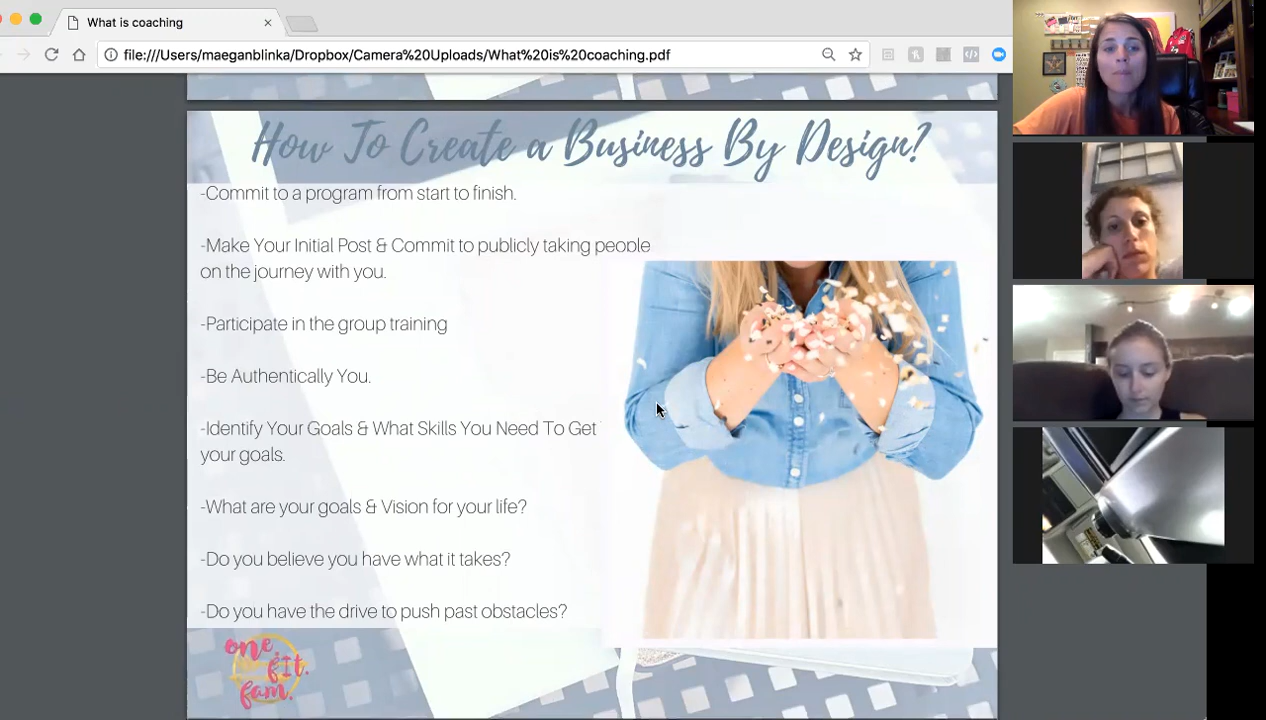 What is coaching
file:///Users/maeganblinka/Dropbox/Camera%20Uploads/What%20is%20coaching.pdf
How To Create a Business By Design?
-Commit to a program from start to finish.
-Make Your Initial Post & Commit to publicly taking people
on the journey with you.
-Participate in the group training
-Be Authentically You.
-Identify Your Goals & What Skills You Need To Get
your goals.
-What are your goals & Vision for your life?
-Do you believe you have what it takes?
-Do you have the drive to push past obstacles?
one.
fit.
fam.